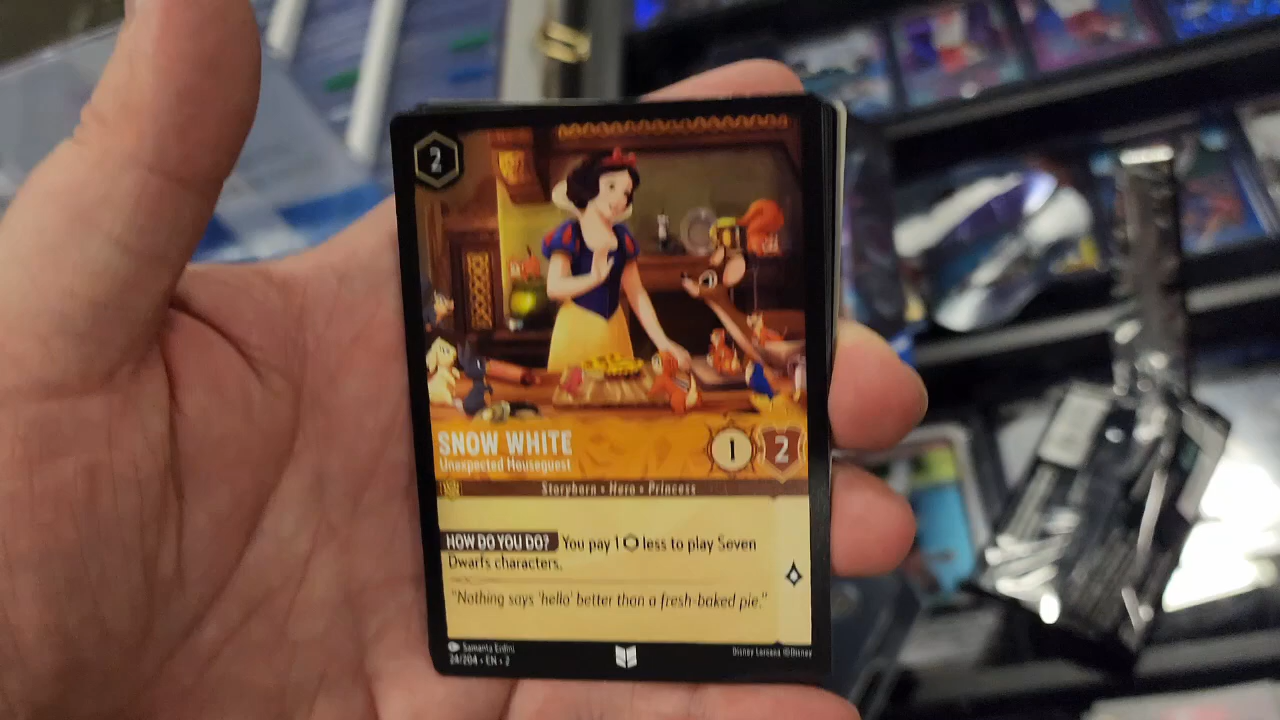 2
SNOW WHITE
Unexpected Houseguest
1 2
Storyborn • Hero • Princess
HOW DO YOU DO? You pay 1 less to play Seven
Dwarfs characters.
"Nothing says 'hello' better than a fresh-baked pie."
Samanta Erdini
24/204 • EN • 2
Disney Lorcana ©Disney